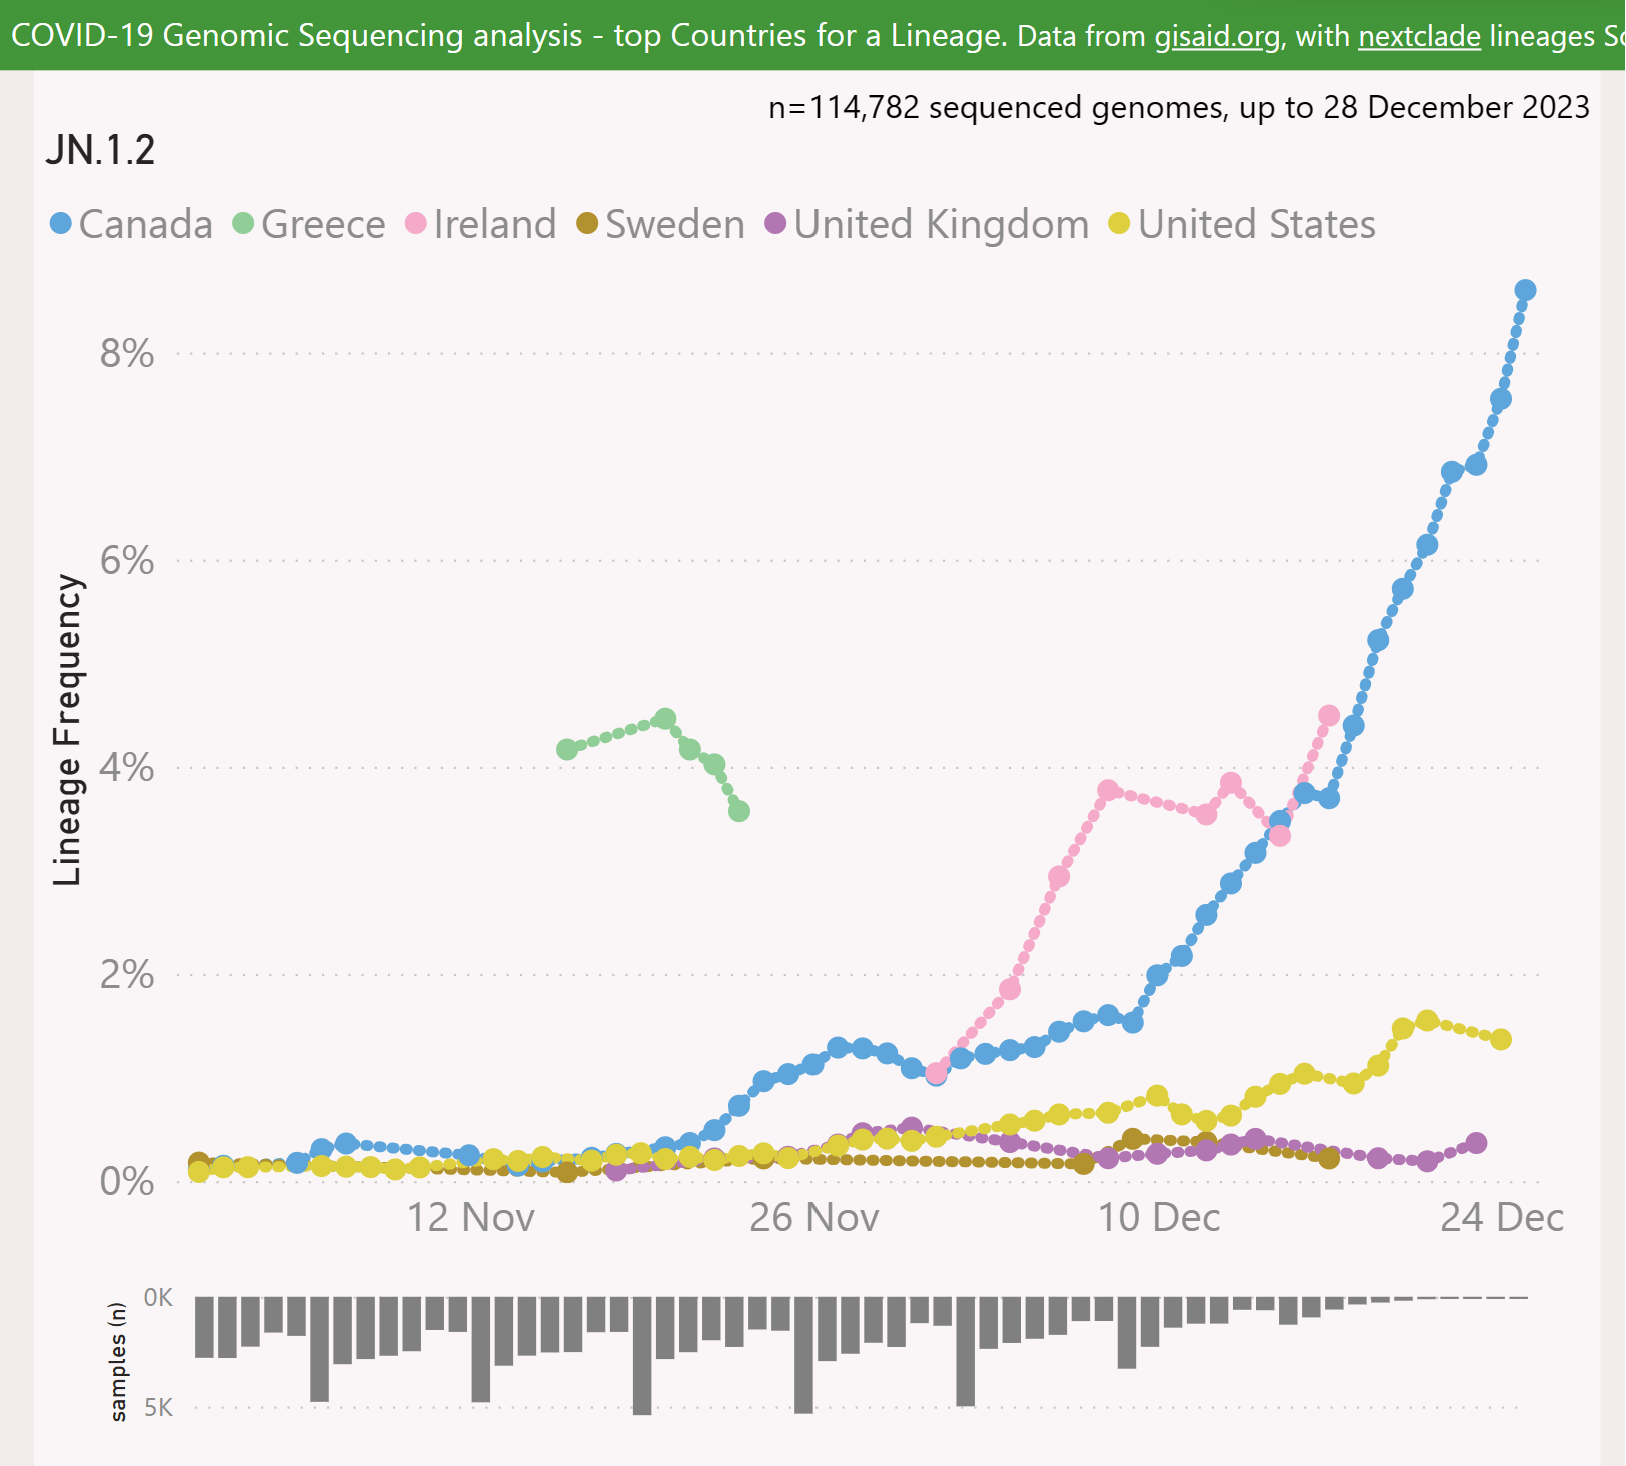 COVID-19 Genomic Sequencing analysis - top Countries for a Lineage. Data from gisaid.org, with nextclade lineages
n=114,782 sequenced genomes, up to 28 December 2023
JN.1.2
Canada Greece Ireland Sweden United Kingdom United States
8%
6%
4%
2%
0%
Lineage Frequency
12 Nov 26 Nov 10 Dec 24 Dec
0K
5K
samples (n)